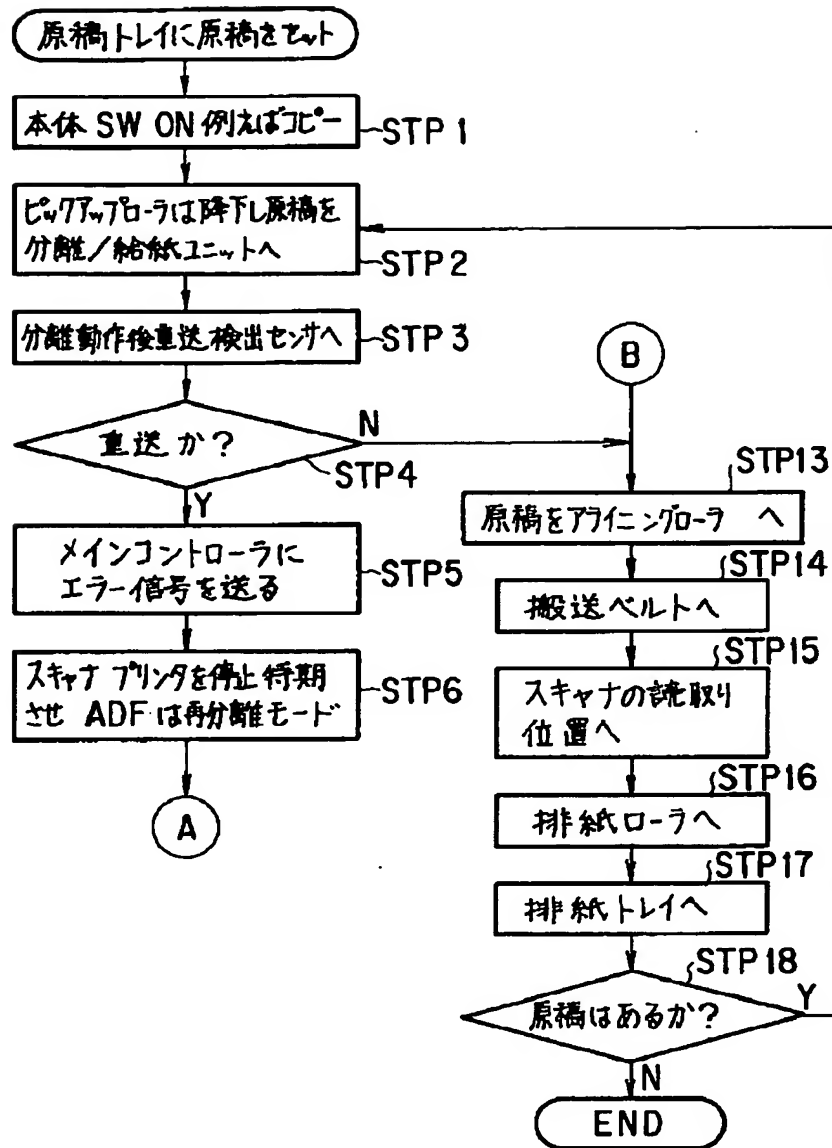 原稿トレイに原稿をセット
本体 SW ON 例えばコピー
STP1
ピックアップローラは降下し原稿を
分離/給紙ユニットへ
STP2
分離動作後重送検出センサへ
STP3
重送か?
N
STP4
Y
メインコントローラに
エラー信号を送る
STP5
スキャナ プリンタを停止待期
させ ADFは再分離モード
STP6
A
B
STP13
原稿をアライニングローラ へ
STP14
搬送ベルトへ
STP15
スキャナの読取り
位置へ
STP16
排紙ローラへ
STP17
排紙トレイへ
STP18
原稿はあるか?
Y
N
END